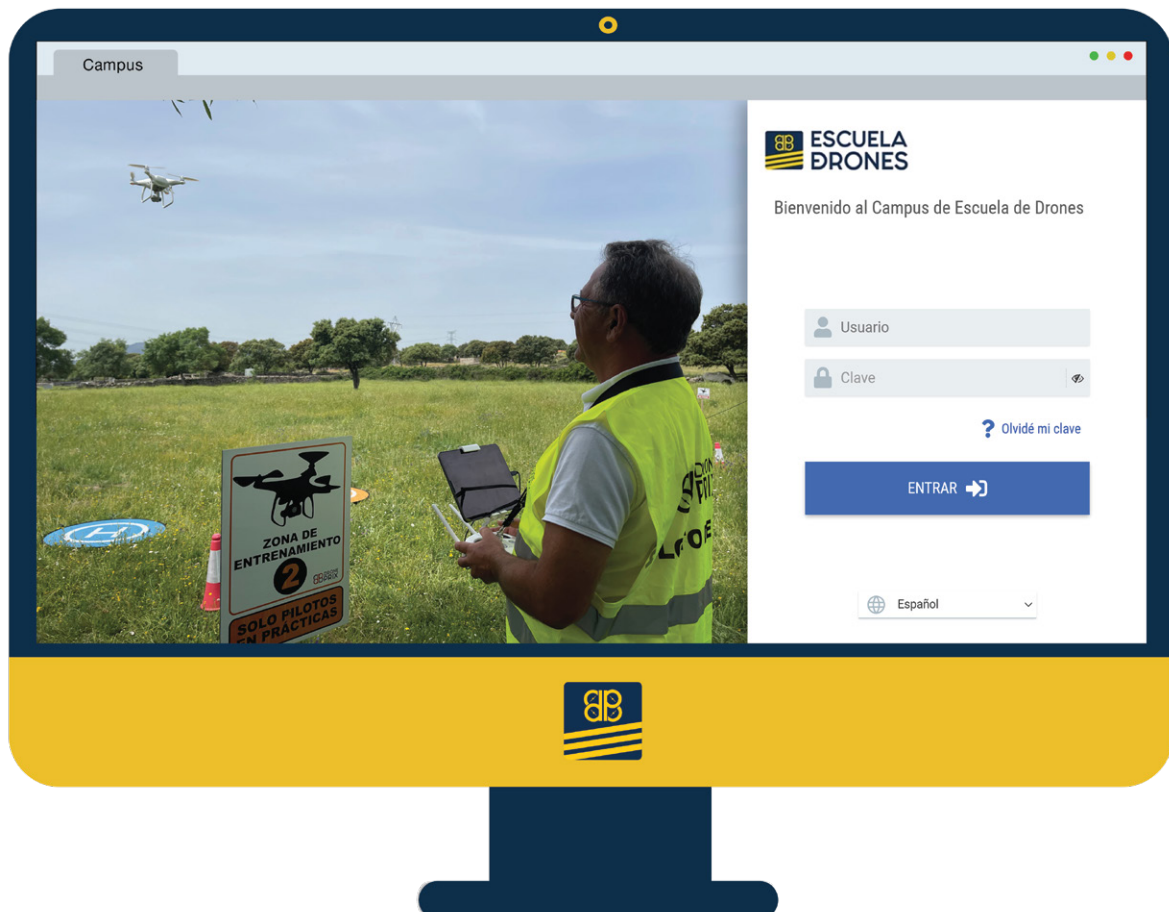 Campus
ESCUELA
DRONES
Bienvenido al Campus de Escuela de Drones
Usuario
Clave
? Olvidé mi clave
ENTRAR
Español
ZONA DE
ENTRENAMIENTO
2
SOLO PILOTOS
EN PRÁCTICAS
H